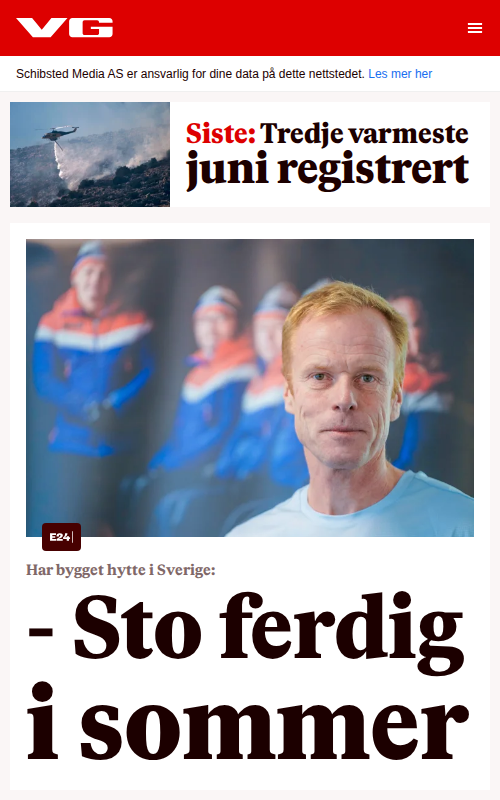 VG
Schibsted Media AS er ansvarlig for dine data på dette nettstedet. Les mer her
Siste: Tredje varmeste
juni registrert
E24
Har bygget hytte i Sverige:
- Sto ferdig
i sommer